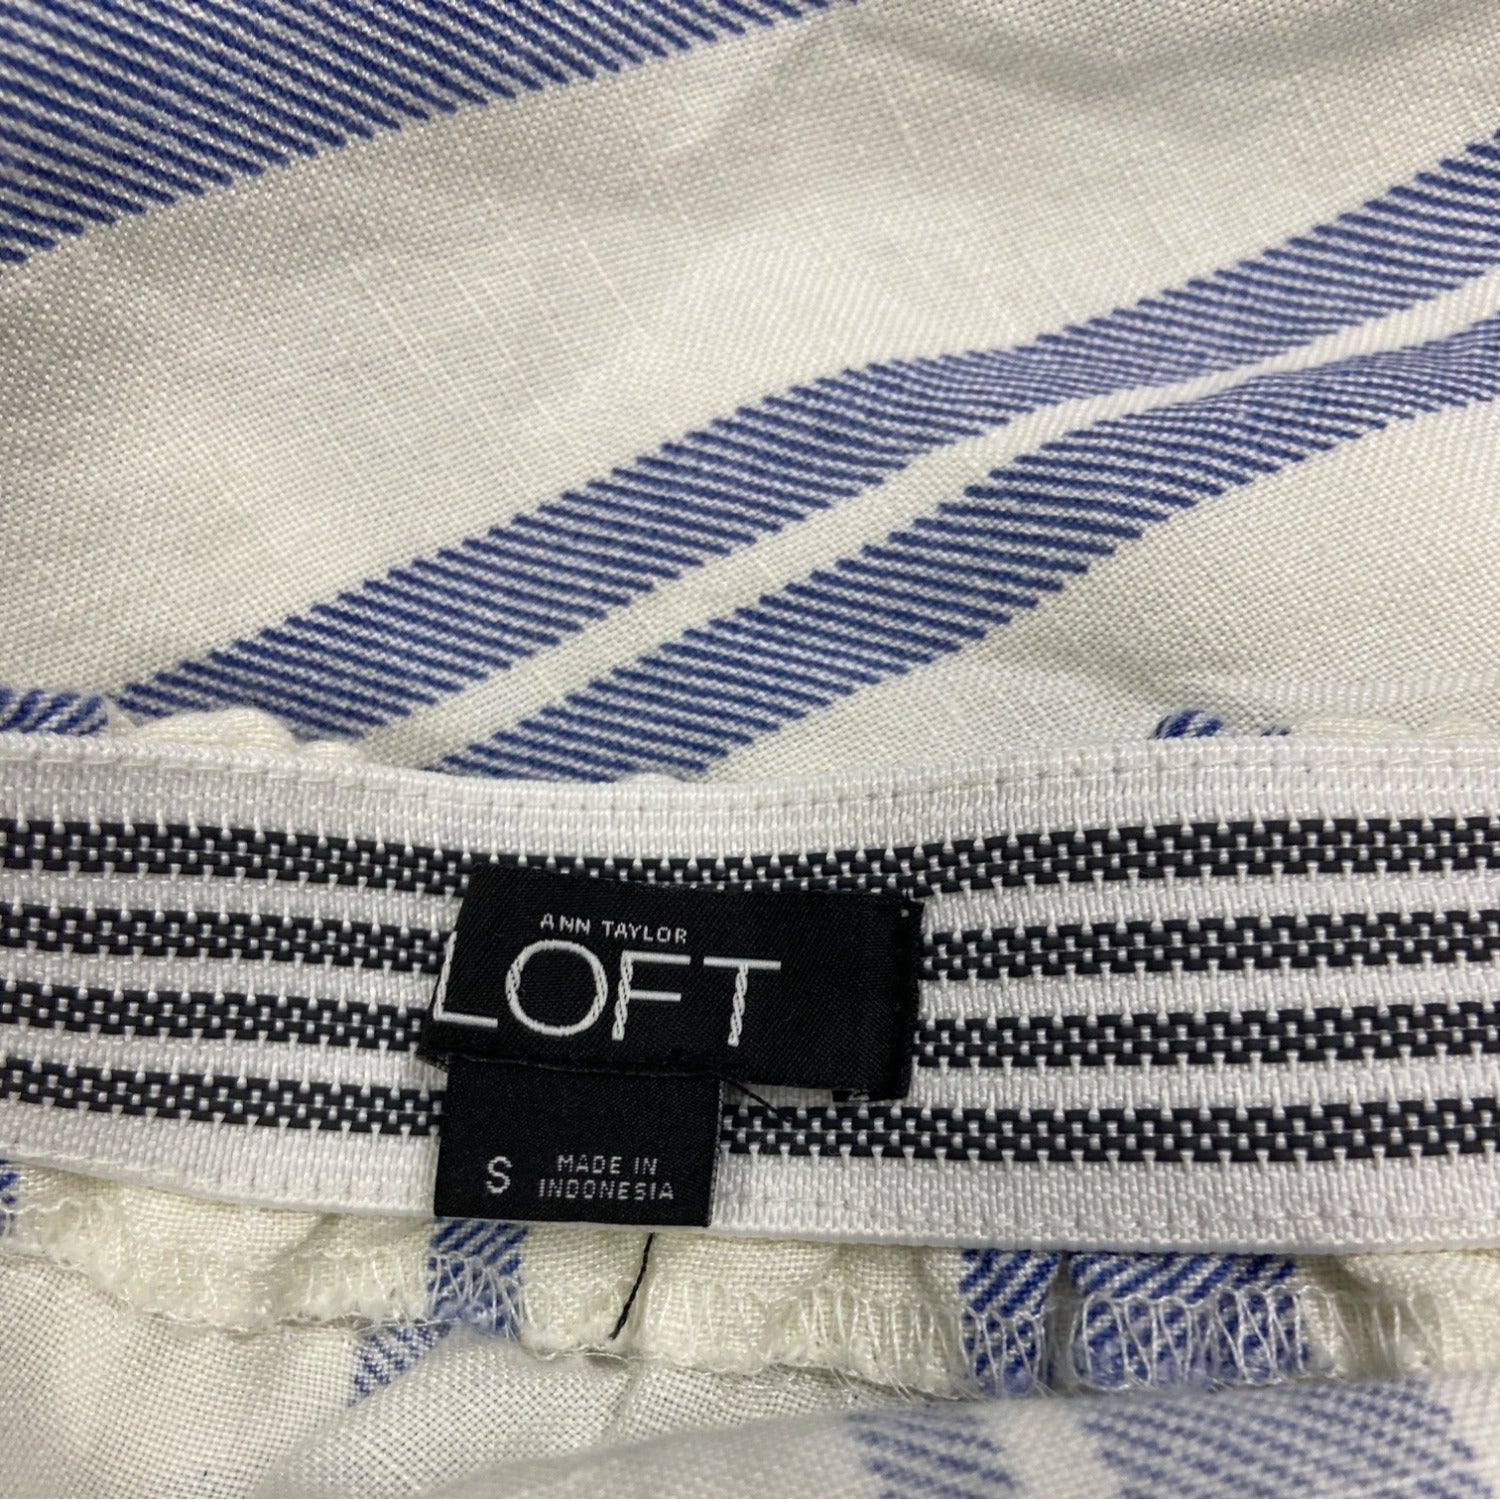 ANN TAYLOR
LOFT
S
MADE IN
INDONESIA